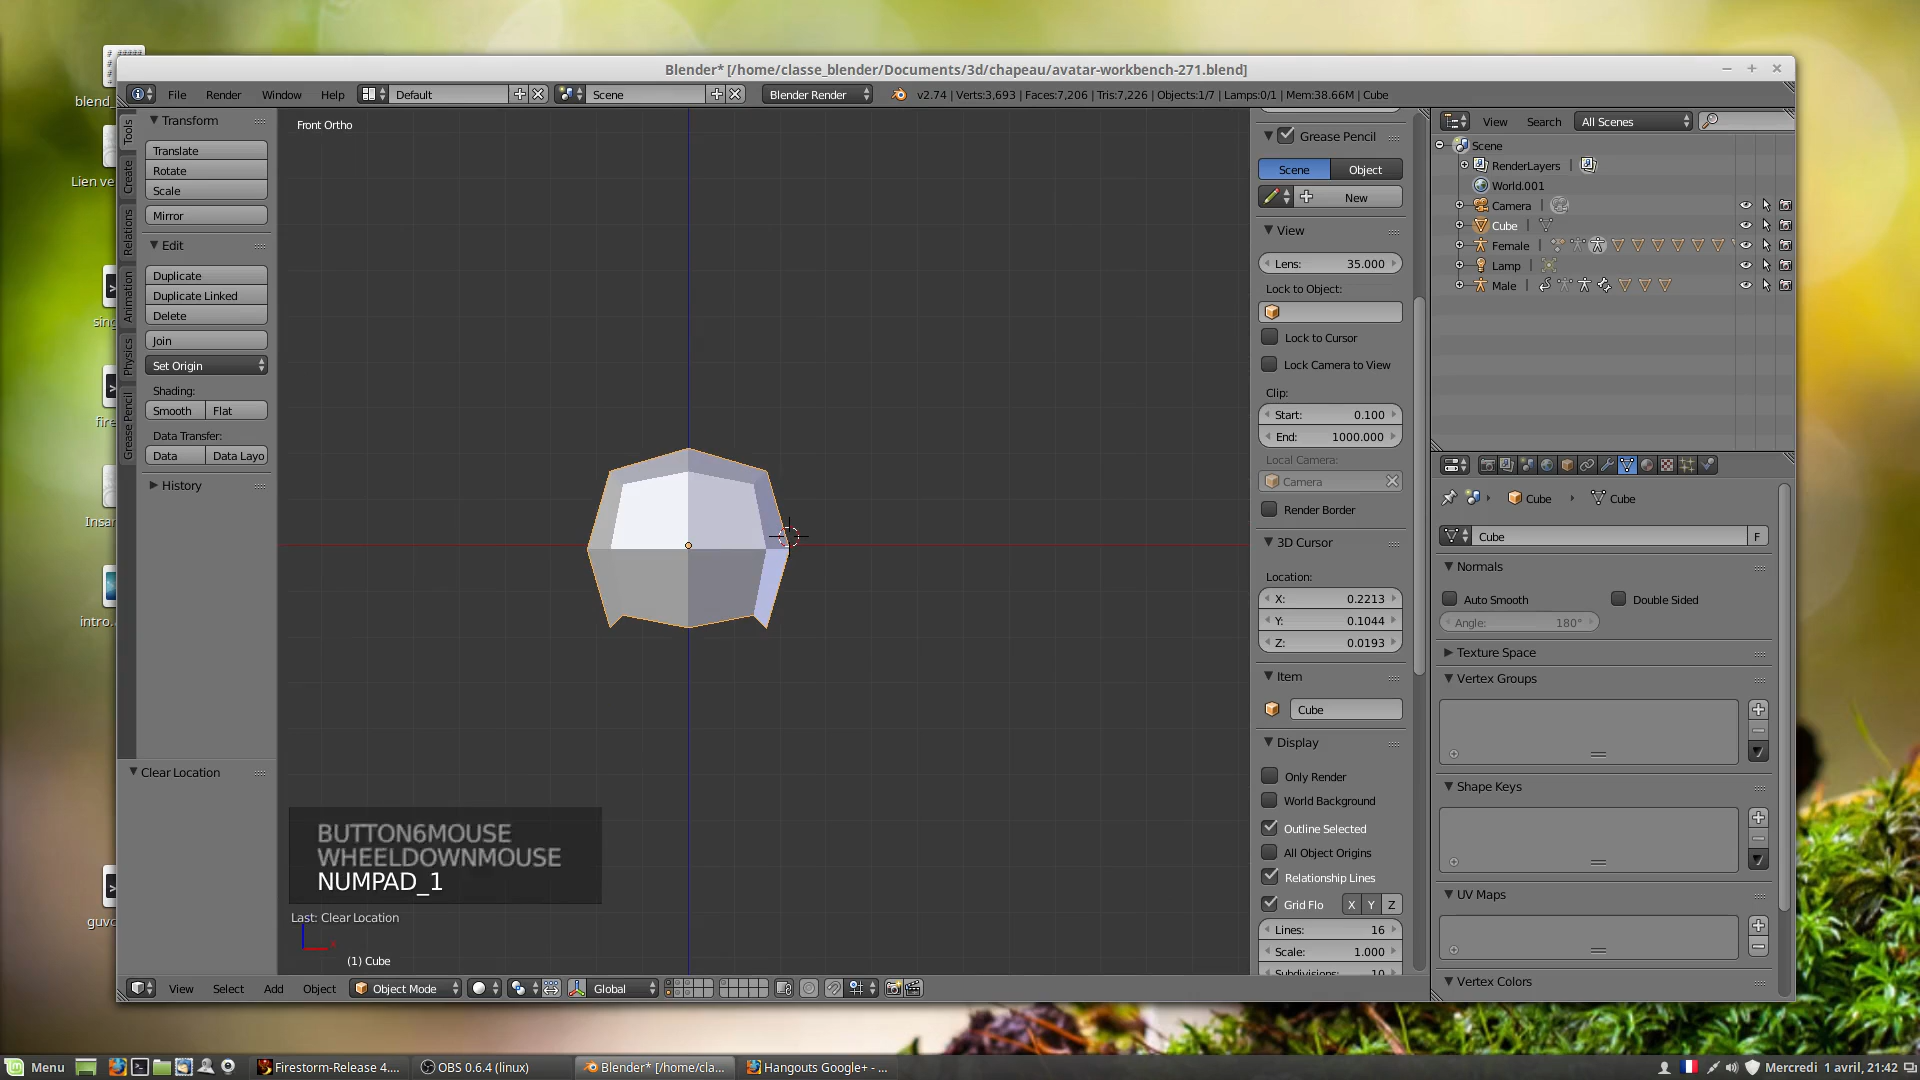 Blender* [/home/classe_blender/Documents/3d/chapeau/avatar-workbench-271.blend]
File Render Window Help Default Scene Blender Render v2.74 | Verts:3,693 | Faces:7,206 | Tris:7,226 | Objects:1/7 | Lamps:0/1 | Mem:38.66M | Cube
blend_
Lien ve
sing
fire
Insan
intro.
guvc
Tools
Create
Relations
Animation
Physics
Grease Pencil
Transform
Translate
Rotate
Scale
Mirror
Edit
Duplicate
Duplicate Linked
Delete
Join
Set Origin
Shading:
Smooth Flat
Data Transfer:
Data Data Layo
History
Clear Location
Front Ortho
BUTTON6MOUSE
WHEELDOWNMOUSE
NUMPAD_1
Last: Clear Location
(1) Cube
View Select Add Object Object Mode Global
Grease Pencil
Scene Object
New
View
Lens: 35.000
Lock to Object:
Lock to Cursor
Lock Camera to View
Clip:
Start: 0.100
End: 1000.000
Local Camera:
Camera
Render Border
3D Cursor
Location:
X: 0.2213
Y: 0.1044
Z: 0.0193
Item
Cube
Display
Only Render
World Background
Outline Selected
All Object Origins
Relationship Lines
Grid Flo X Y Z
Lines: 16
Scale: 1.000
Subdivisions: 10
View Search All Scenes
Scene
RenderLayers |
World.001
Camera |
Cube |
Female |
Lamp |
Male |
Cube Cube
Cube F
Normals
Auto Smooth Double Sided
Angle: 180°
Texture Space
Vertex Groups
Shape Keys
UV Maps
Vertex Colors
Menu Firestorm-Release 4.... OBS 0.6.4 (linux) Blender* [/home/cla... Hangouts Google+ - ... Mercredi 1 avril, 21:42